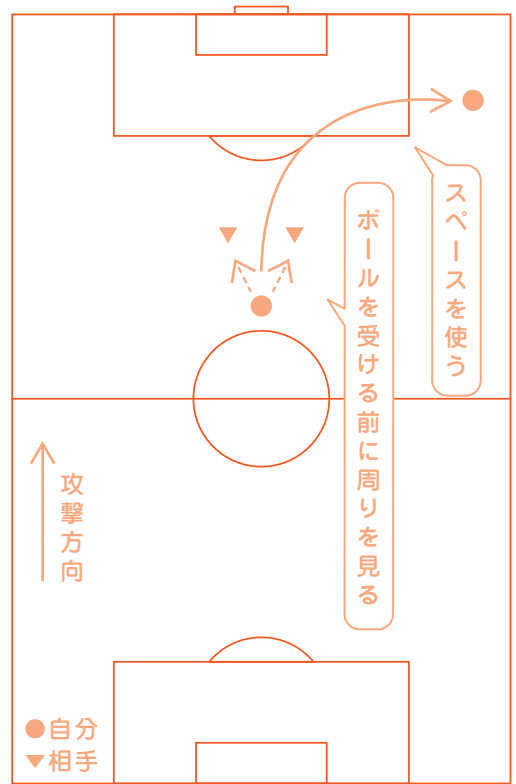 スペースを使う
ボールを受ける前に周りを見る
攻撃方向
●自分
▼相手